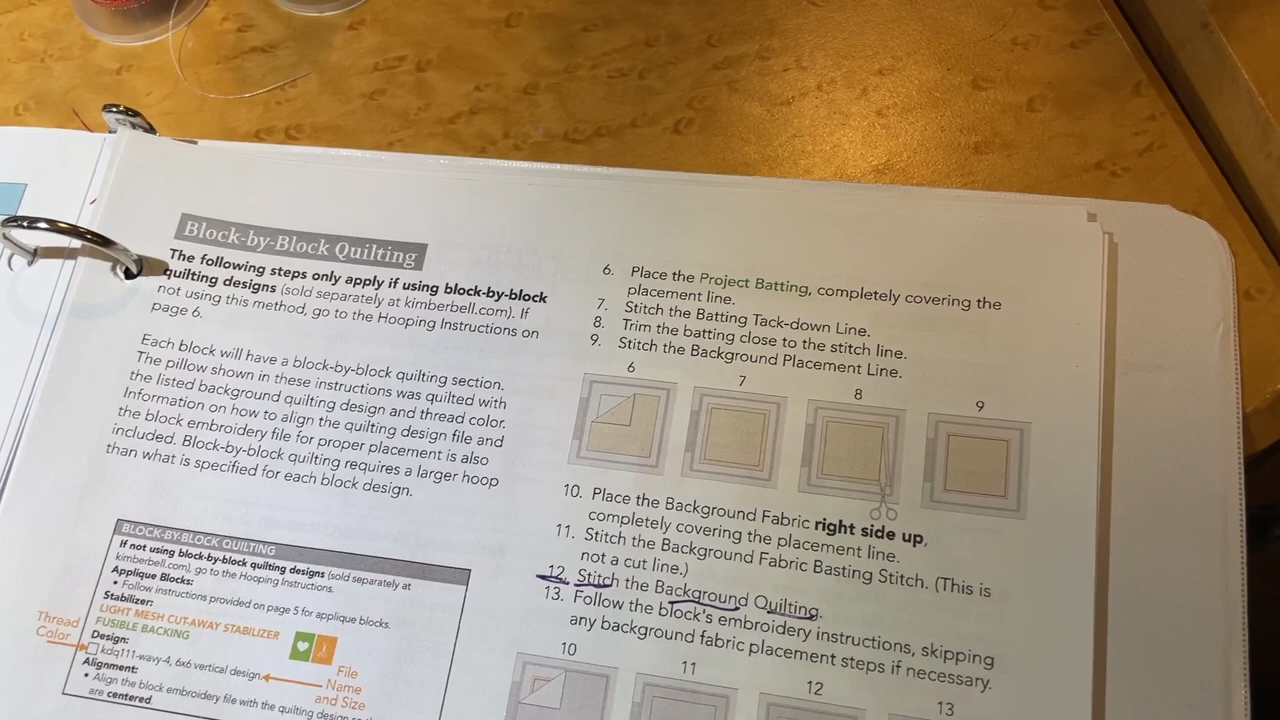 Block-by-Block Quilting
The following steps only apply if using block-by-block
quilting designs (sold separately at kimberbell.com). If
not using this method, go to the Hooping Instructions on
page 6.
Each block will have a block-by-block quilting section.
The pillow shown in these instructions was quilted with
the listed background quilting design and thread color.
Information on how to align the quilting design file and
the block embroidery file for proper placement is also
included. Block-by-block quilting requires a larger hoop
than what is specified for each block design.
BLOCK-BY-BLOCK QUILTING
If not using block-by-block quilting designs (sold separately at
kimberbell.com), go to the Hooping Instructions.
Applique Blocks:
• Follow instructions provided on page 5 for applique blocks.
Stabilizer:
LIGHT MESH CUT-AWAY STABILIZER
FUSIBLE BACKING
Design:
kdq111-wavy-4, 6x6 vertical design
Alignment:
• Align the block embroidery file with the quilting design so
are centered
Thread
Color
File
Name
and Size
6. Place the Project Batting, completely covering the
placement line.
7. Stitch the Batting Tack-down Line.
8. Trim the batting close to the stitch line.
9. Stitch the Background Placement Line.
6 7 8 9
10. Place the Background Fabric right side up,
completely covering the placement line.
11. Stitch the Background Fabric Basting Stitch. (This is
not a cut line.)
12. Stitch the Background Quilting.
13. Follow the block's embroidery instructions, skipping
any background fabric placement steps if necessary.
10 11 12 13